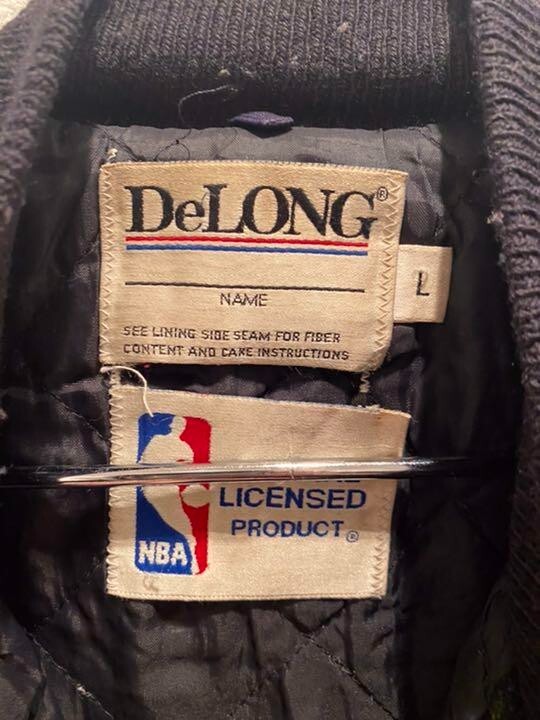 DeLONG®
L
NAME
SEE LINING SIDE SEAM FOR FIBER
CONTENT AND CARE INSTRUCTIONS
LICENSED
PRODUCT®
NBA